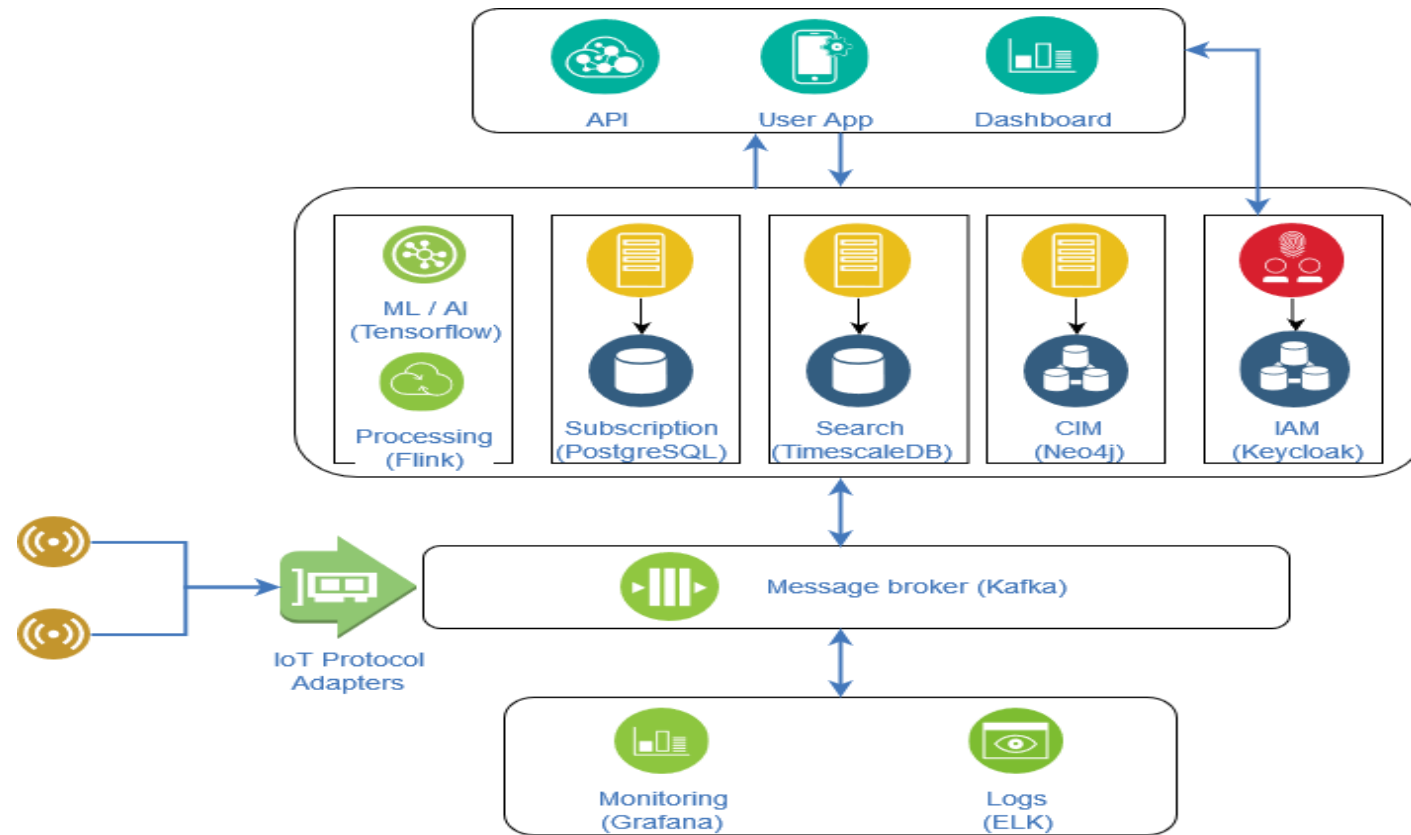 API
User App
Dashboard
ML / AI
(Tensorflow)
Processing
(Flink)
Subscription
(PostgreSQL)
Search
(TimescaleDB)
CIM
(Neo4j)
IAM
(Keycloak)
Message broker (Kafka)
IoT Protocol
Adapters
Monitoring
(Grafana)
Logs
(ELK)